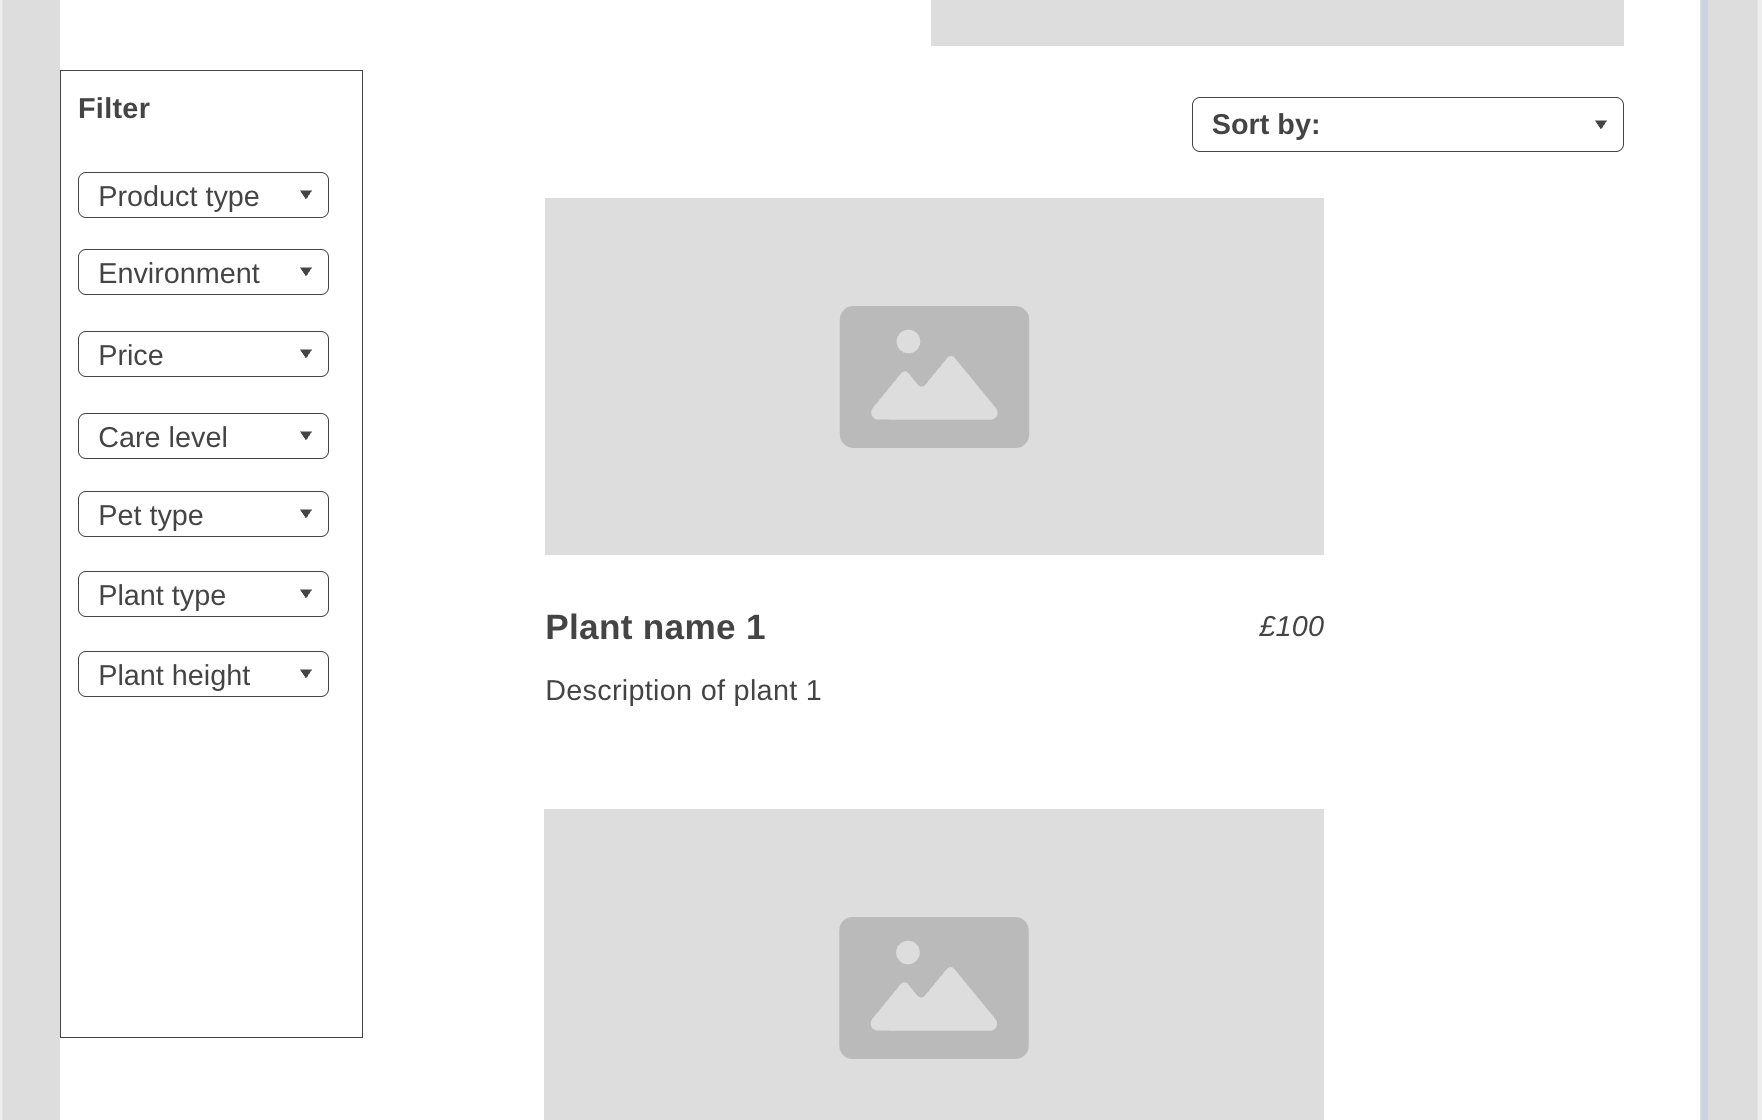 Filter
Sort by:
Product type
Environment
Price
Care level
Pet type
Plant type
Plant height
Plant name 1
£100
Description of plant 1